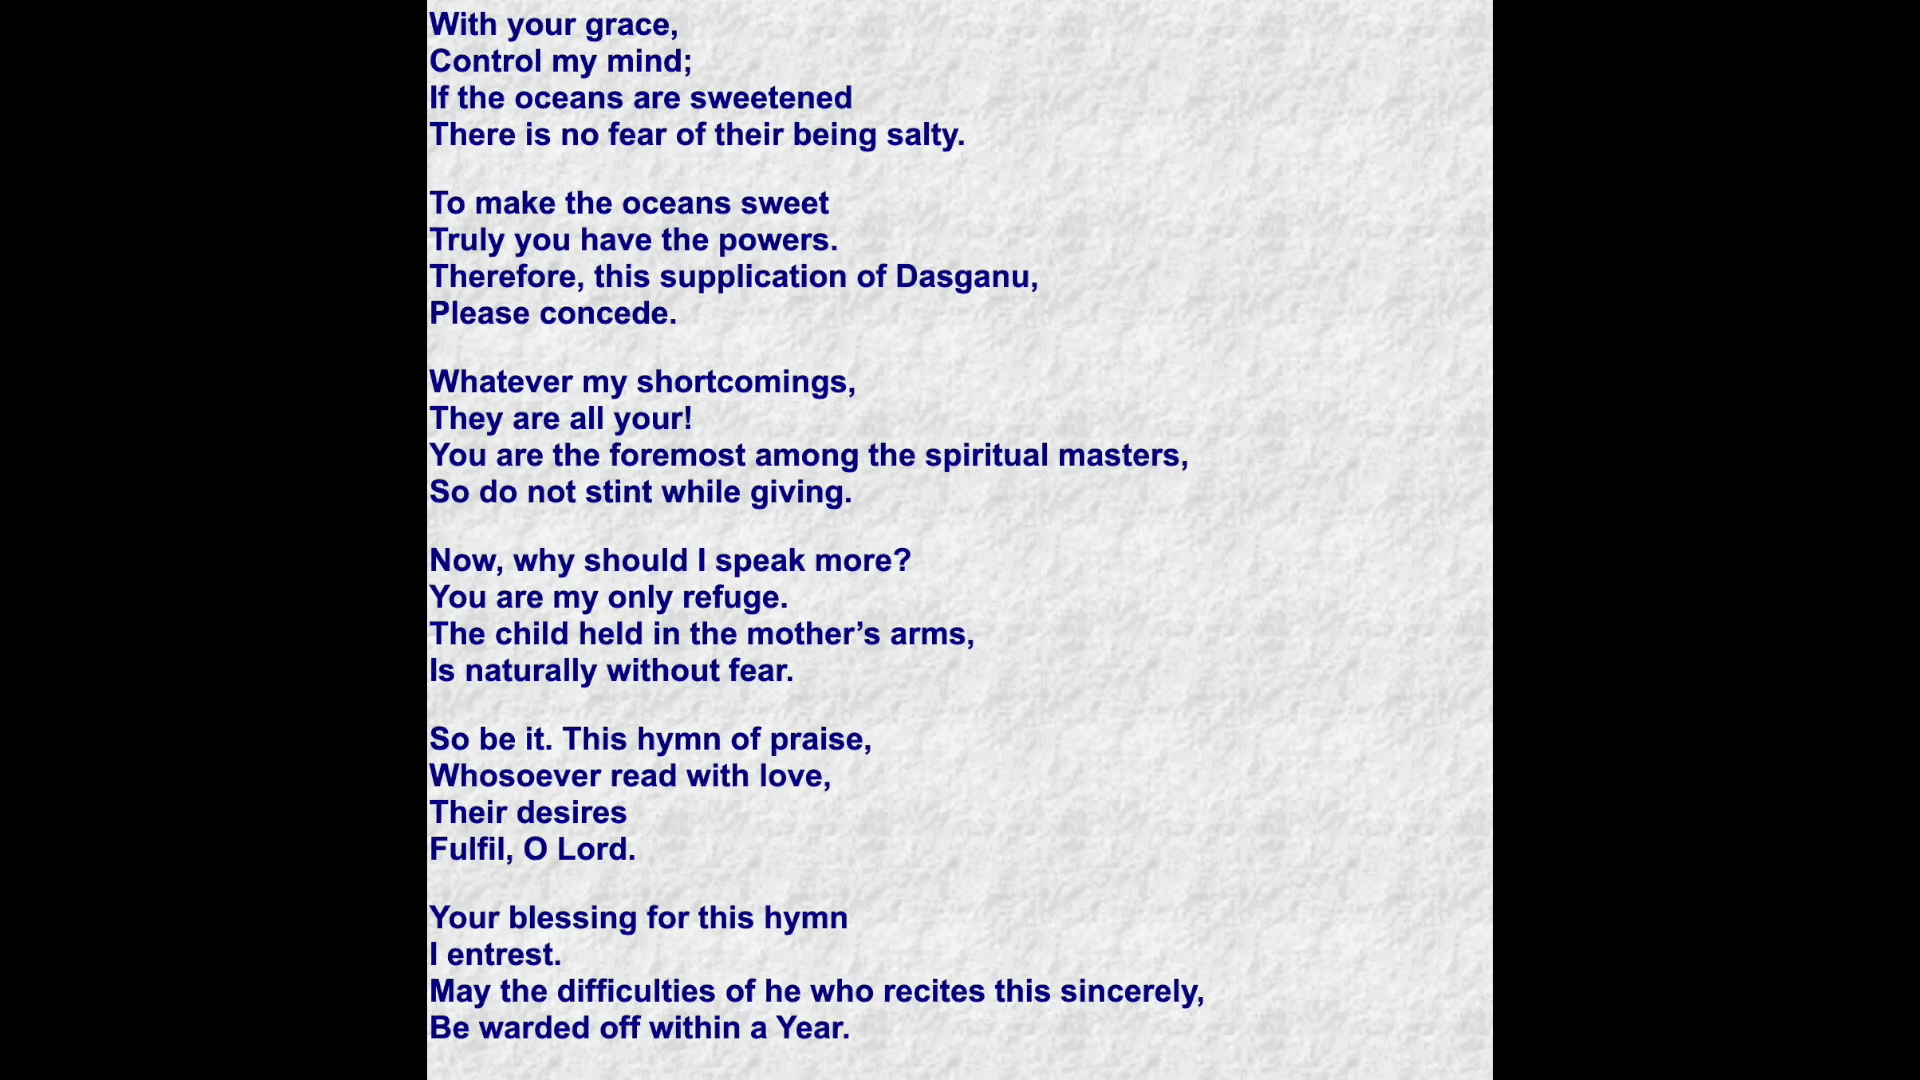 With your grace,
Control my mind;
If the oceans are sweetened
There is no fear of their being salty.
To make the oceans sweet
Truly you have the powers.
Therefore, this supplication of Dasganu,
Please concede.
Whatever my shortcomings,
They are all your!
You are the foremost among the spiritual masters,
So do not stint while giving.
Now, why should I speak more?
You are my only refuge.
The child held in the mother’s arms,
Is naturally without fear.
So be it. This hymn of praise,
Whosoever read with love,
Their desires
Fulfil, O Lord.
Your blessing for this hymn
I entrest.
May the difficulties of he who recites this sincerely,
Be warded off within a Year.